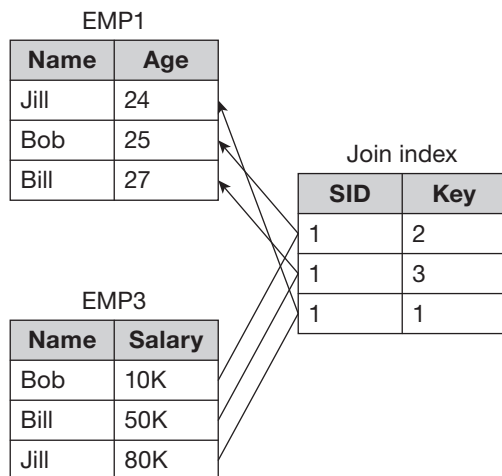 EMP1
Name Age
Jill 24
Bob 25
Bill 27
Join index
SID Key
1 2
1 3
1 1
EMP3
Name Salary
Bob 10K
Bill 50K
Jill 80K